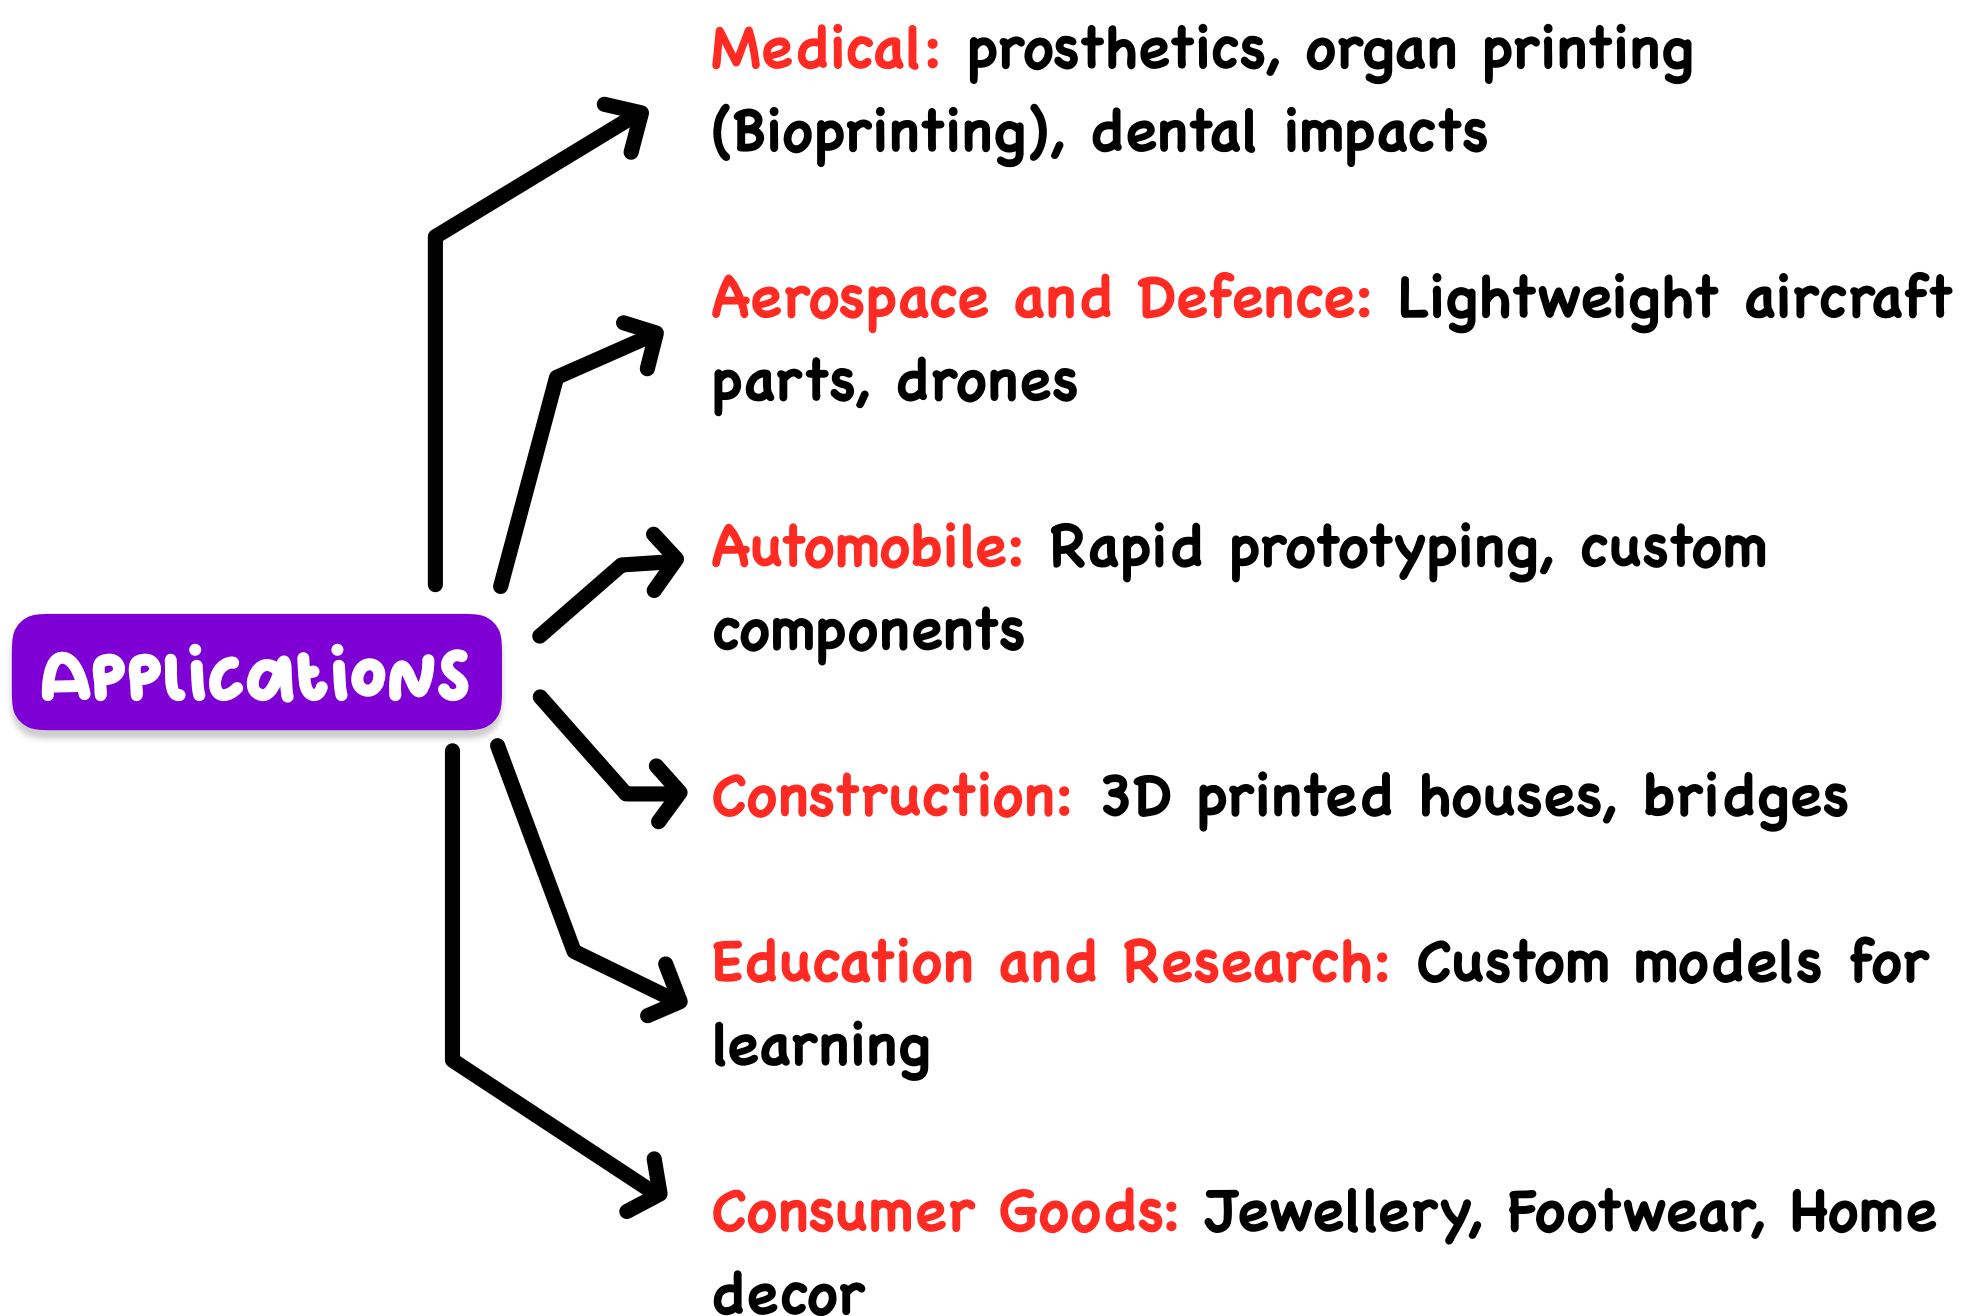 Medical: prosthetics, organ printing
(Bioprinting), dental impacts
Aerospace and Defence: Lightweight aircraft
parts, drones
Automobile: Rapid prototyping, custom
components
Applications
Construction: 3D printed houses, bridges
Education and Research: Custom models for
learning
Consumer Goods: Jewellery, Footwear, Home
decor